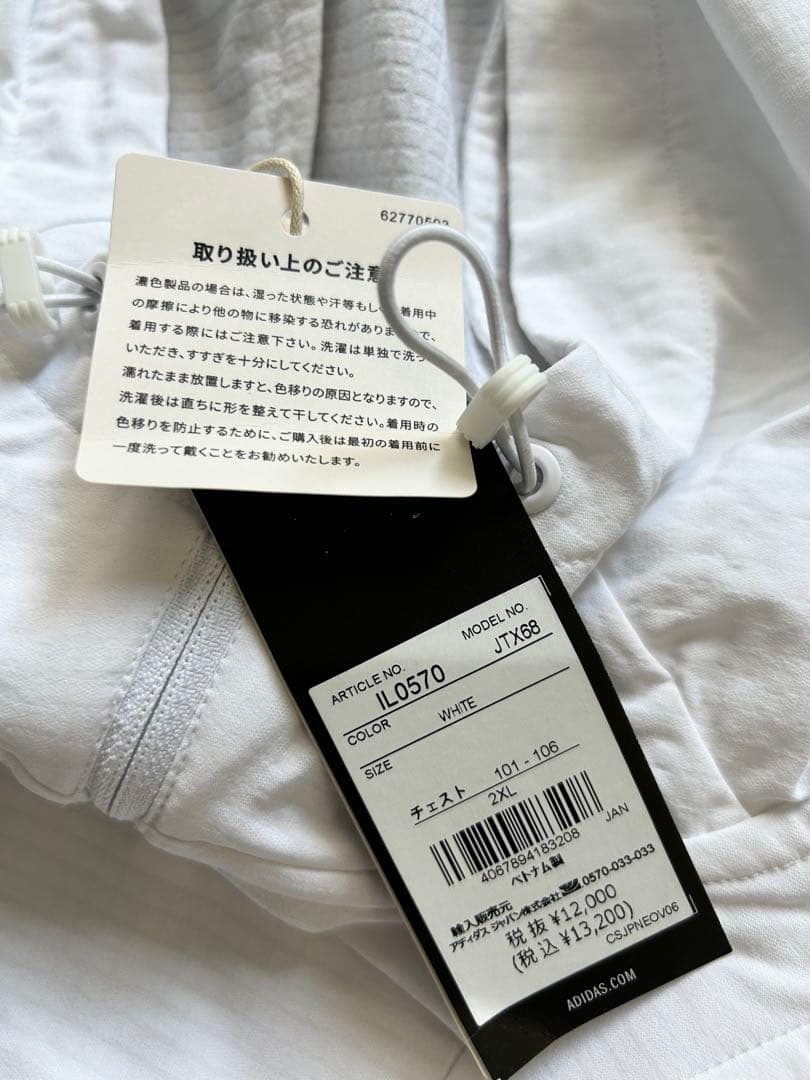 62770503
取り扱い上のご注意
濃色製品の場合は、湿った状態や汗等もしく 着用中
の摩擦により他の物に移染する恐れがありますので、
着用する際にはご注意下さい。洗濯は単独で洗っ
いただき、すすぎを十分にしてください。
濡れたまま放置しますと、色移りの原因となりますので、
洗濯後は直ちに形を整えて干してください。着用時の
色移りを防止するために、ご購入後は最初の着用前に
一度洗って戴くことをお勧めいたします。
ARTICLE NO. MODEL NO.
IL0570 JTX68
COLOR WHITE
SIZE
チェスト 101 - 106
2XL
JAN
4067894183208
ベトナム製
輸入販売元
アディダス ジャパン株式会社 0570-033-033
税抜 ¥12,000
(税込 ¥13,200)
CSJPNEOV06
ADIDAS.COM